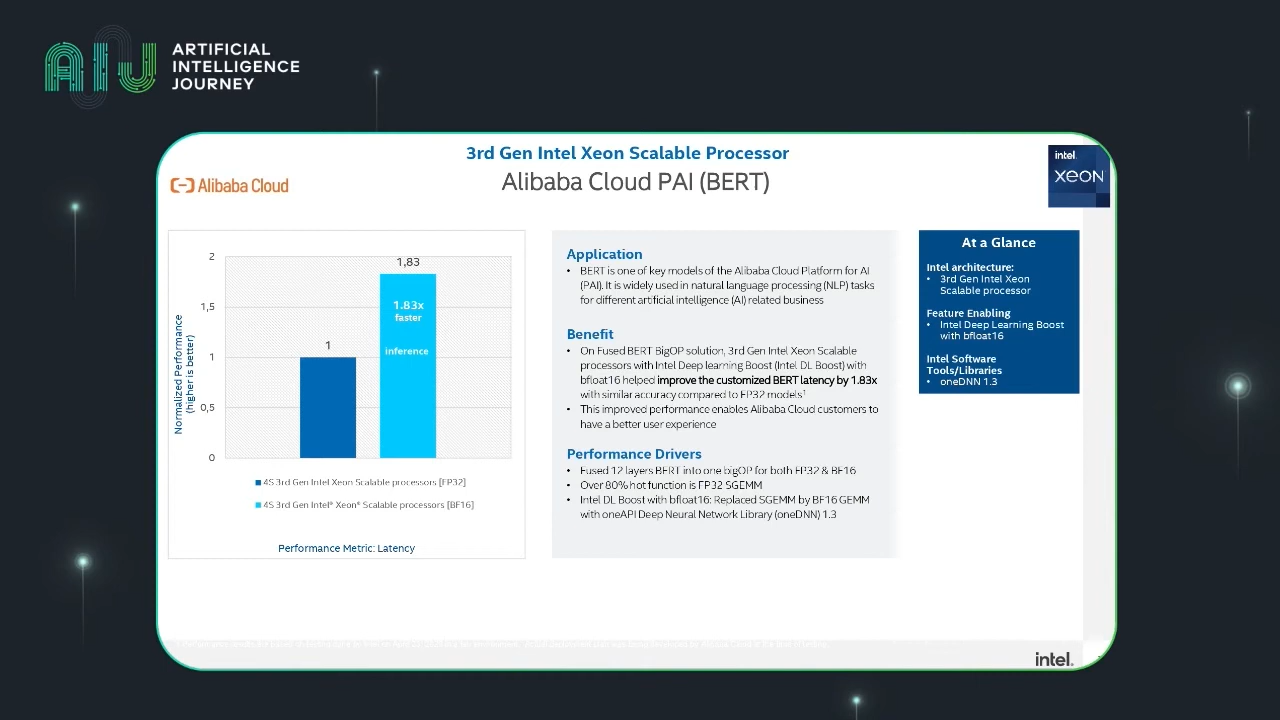 ARTIFICIAL
INTELLIGENCE
JOURNEY
3rd Gen Intel Xeon Scalable Processor
Alibaba Cloud PAI (BERT)
Alibaba Cloud
intel.
xeon
Normalized Performance
(higher is better)
2
1,5
1
0,5
0
1
1,83
1.83x
faster
inference
4S 3rd Gen Intel Xeon Scalable processors [FP32]
4S 3rd Gen Intel® Xeon® Scalable processors [BF16]
Performance Metric: Latency
Application
• BERT is one of key models of the Alibaba Cloud Platform for AI
(PAI). It is widely used in natural language processing (NLP) tasks
for different artificial intelligence (AI) related business
Benefit
• On Fused BERT BigOP solution, 3rd Gen Intel Xeon Scalable
processors with Intel Deep learning Boost (Intel DL Boost) with
bfloat16 helped improve the customized BERT latency by 1.83x
with similar accuracy compared to FP32 models¹
• This improved performance enables Alibaba Cloud customers to
have a better user experience
Performance Drivers
• Fused 12 layers BERT into one bigOP for both FP32 & BF16
• Over 80% hot function is FP32 SGEMM
• Intel DL Boost with bfloat16: Replaced SGEMM by BF16 GEMM
with oneAPI Deep Neural Network Library (oneDNN) 1.3
At a Glance
Intel architecture:
• 3rd Gen Intel Xeon
Scalable processor
Feature Enabling
• Intel Deep Learning Boost
with bfloat16
Intel Software
Tools/Libraries
• oneDNN 1.3
intel.